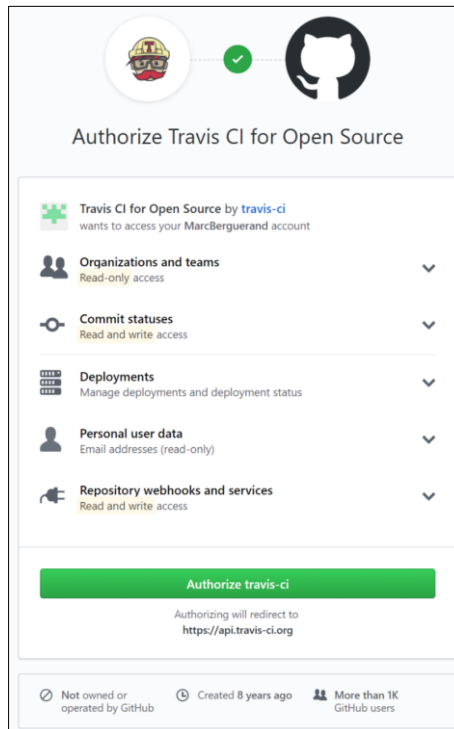 Authorize Travis CI for Open Source
Travis CI for Open Source by travis-ci
wants to access your MarcBerguerand account
Organizations and teams
Read-only access
Commit statuses
Read and write access
Deployments
Manage deployments and deployment status
Personal user data
Email addresses (read-only)
Repository webhooks and services
Read and write access
Authorize travis-ci
Authorizing will redirect to
https://api.travis-ci.org
Not owned or
operated by GitHub
Created 8 years ago
More than 1K
GitHub users